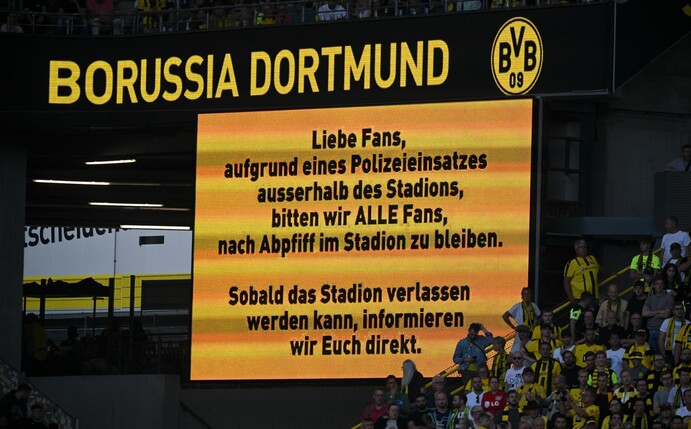 BORUSSIA DORTMUND
BVB
09
Liebe Fans,
aufgrund eines Polizeieinsatzes
ausserhalb des Stadions,
bitten wir ALLE Fans,
nach Abpfiff im Stadion zu bleiben.
Sobald das Stadion verlassen
werden kann, informieren
wir Euch direkt.